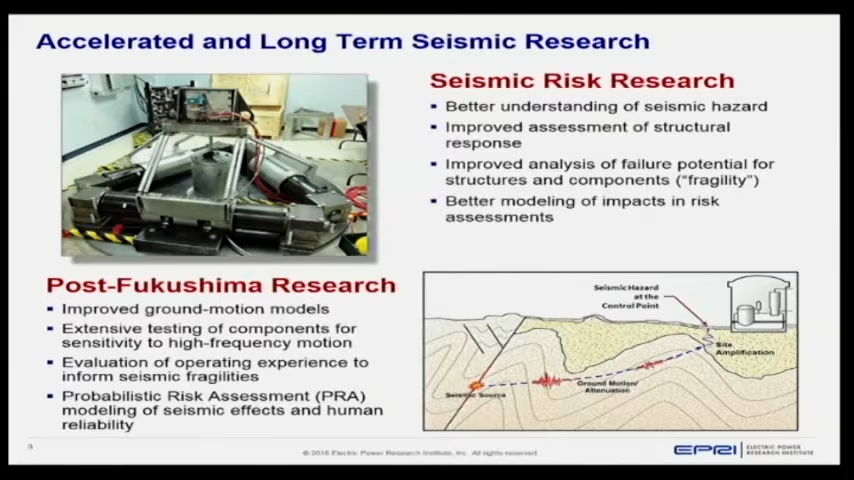 Accelerated and Long Term Seismic Research
Seismic Risk Research
Better understanding of seismic hazard
Improved assessment of structural
response
Improved analysis of failure potential for
structures and components ("fragility")
Better modeling of impacts in risk
assessments
Post-Fukushima Research
Improved ground-motion models
Extensive testing of components for
sensitivity to high-frequency motion
Evaluation of operating experience to
inform seismic fragilities
Probabilistic Risk Assessment (PRA)
modeling of seismic effects and human
reliability
Seismic Hazard
at the
Control Point
Site
Amplification
Ground Motion/
Attenuation
Seismic Source
3
© 2016 Electric Power Research Institute, Inc. All rights reserved.
EPRI
ELECTRIC POWER
RESEARCH INSTITUTE